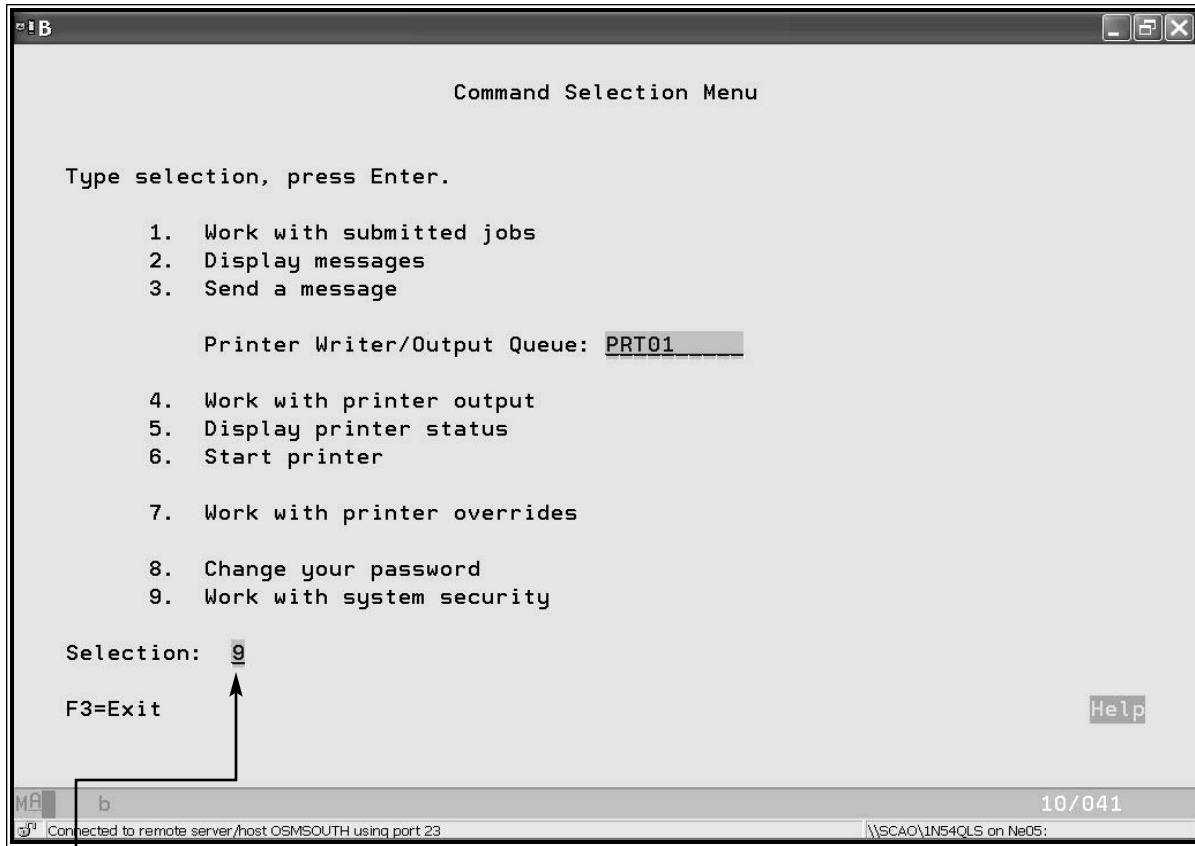 B
Command Selection Menu
Type selection, press Enter.
1. Work with submitted jobs
2. Display messages
3. Send a message
Printer Writer/Output Queue: PRT01
4. Work with printer output
5. Display printer status
6. Start printer
7. Work with printer overrides
8. Change your password
9. Work with system security
Selection: 9
F3=Exit Help
MA b 10/041
Connected to remote server/host OSMSOUTH using port 23 \\SCAO\1N54QLS on Ne05: